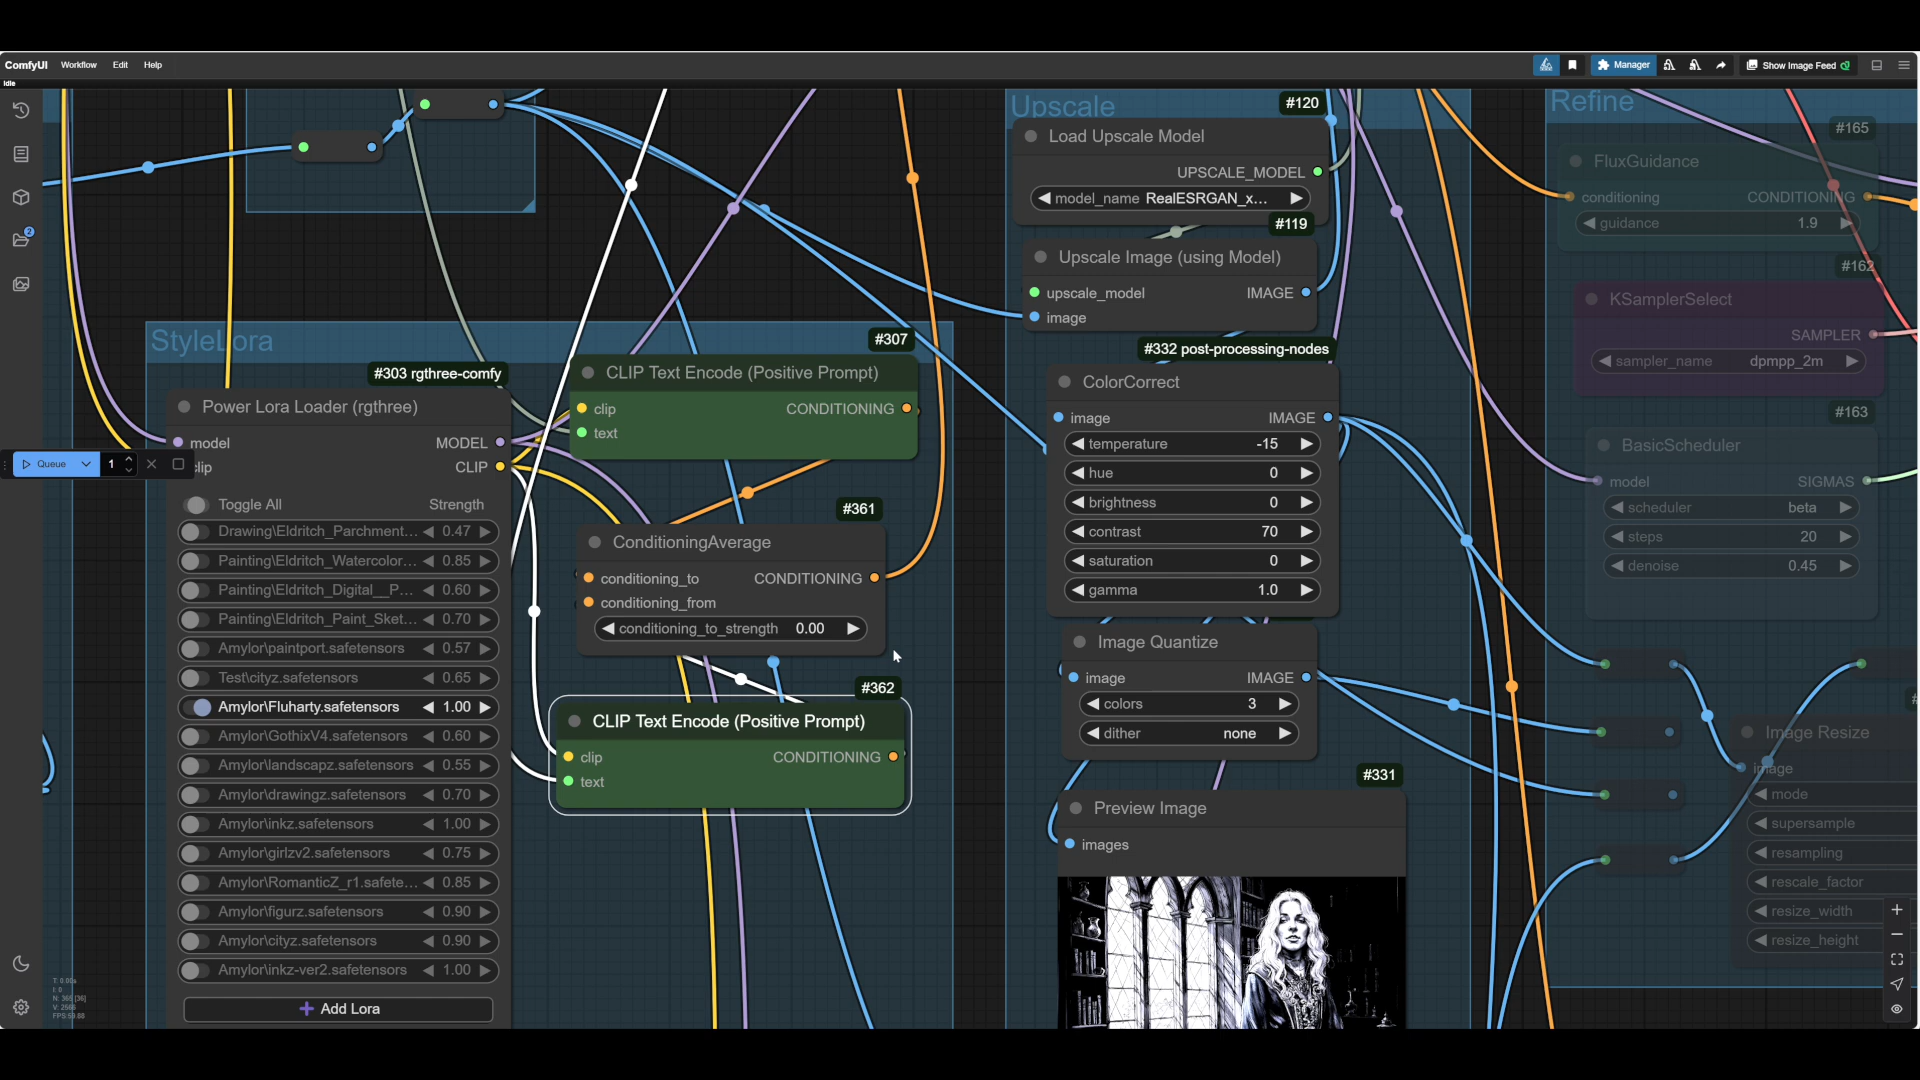 ComfyUI Workflow Edit Help
Manager
Show Image Feed
Idle
2
Queue
1
StyleLora
#303 rgthree-comfy
Power Lora Loader (rgthree)
model MODEL
clip CLIP
Toggle All Strength
Drawing\Eldritch_Parchment... 0.47
Painting\Eldritch_Watercolor... 0.85
Painting\Eldritch_Digital__P... 0.60
Painting\Eldritch_Paint_Sket... 0.70
Amylor\paintport.safetensors 0.57
Test\cityz.safetensors 0.65
Amylor\Fluharty.safetensors 1.00
Amylor\GothixV4.safetensors 0.60
Amylor\landscapz.safetensors 0.55
Amylor\drawingz.safetensors 0.70
Amylor\inkz.safetensors 1.00
Amylor\girlzv2.safetensors 0.75
Amylor\RomanticZ_r1.safete... 0.85
Amylor\figurz.safetensors 0.90
Amylor\cityz.safetensors 0.90
Amylor\inkz-ver2.safetensors 1.00
Add Lora
T: 0.00s
I: 0
N: 365 [36]
#307
CLIP Text Encode (Positive Prompt)
clip CONDITIONING
text
#361
ConditioningAverage
conditioning_to CONDITIONING
conditioning_from
conditioning_to_strength 0.00
#362
CLIP Text Encode (Positive Prompt)
clip CONDITIONING
text
Upscale
#120
Load Upscale Model
UPSCALE_MODEL
model_name RealESRGAN_x...
#119
Upscale Image (using Model)
upscale_model IMAGE
image
#332 post-processing-nodes
ColorCorrect
image IMAGE
temperature -15
hue 0
brightness 0
contrast 70
saturation 0
gamma 1.0
Image Quantize
image IMAGE
colors 3
dither none
#331
Preview Image
images
Refine
#165
FluxGuidance
conditioning CONDITIONING
guidance 1.9
#162
KSamplerSelect
SAMPLER
sampler_name dpmpp_2m
#163
BasicScheduler
model SIGMAS
scheduler beta
steps 20
denoise 0.45
#
Image Resize
image
mode
supersample
resampling
rescale_factor
resize_width
resize_height